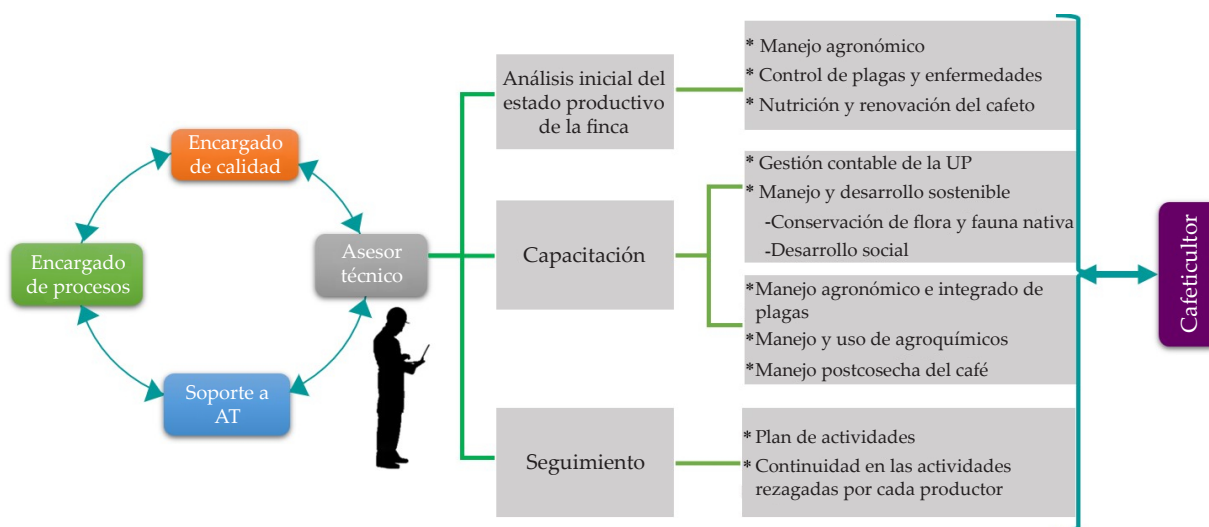 Encargado
de calidad
Encargado
de procesos
Asesor
técnico
Soporte a
AT
Análisis inicial del
estado productivo
de la finca
* Manejo agronómico
* Control de plagas y enfermedades
* Nutrición y renovación del cafeto
Capacitación
* Gestión contable de la UP
* Manejo y desarrollo sostenible
-Conservación de flora y fauna nativa
-Desarrollo social
*Manejo agronómico e integrado de
plagas
*Manejo y uso de agroquímicos
*Manejo postcosecha del café
Seguimiento
* Plan de actividades
* Continuidad en las actividades
rezagadas por cada productor
Cafeticultor